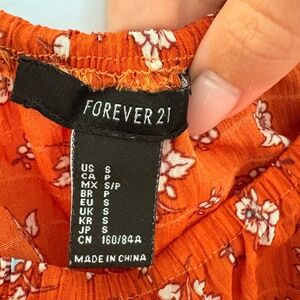 FOREVER 21
US S
CA P
MX S/P
BR P
EU S
UK S
KR S
JP S
CN 160/84A
MADE IN CHINA